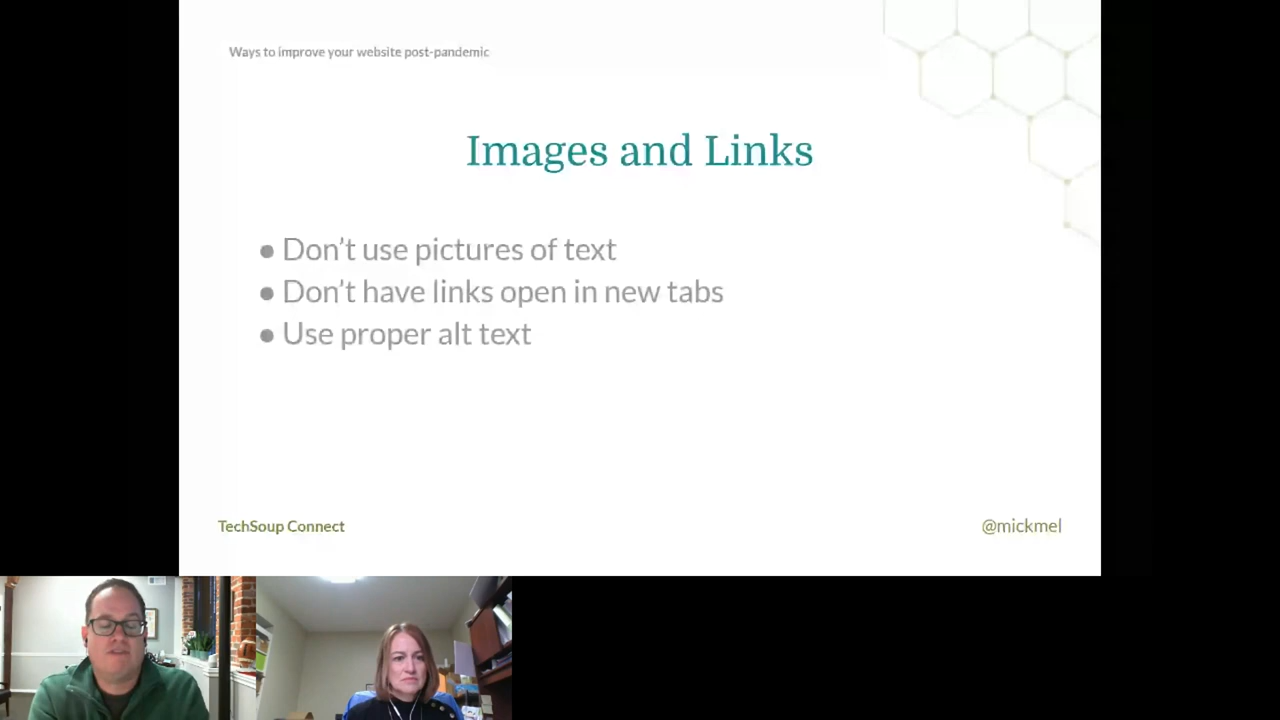 Ways to improve your website post-pandemic
Images and Links
● Don’t use pictures of text
● Don’t have links open in new tabs
● Use proper alt text
TechSoup Connect
@mickmel